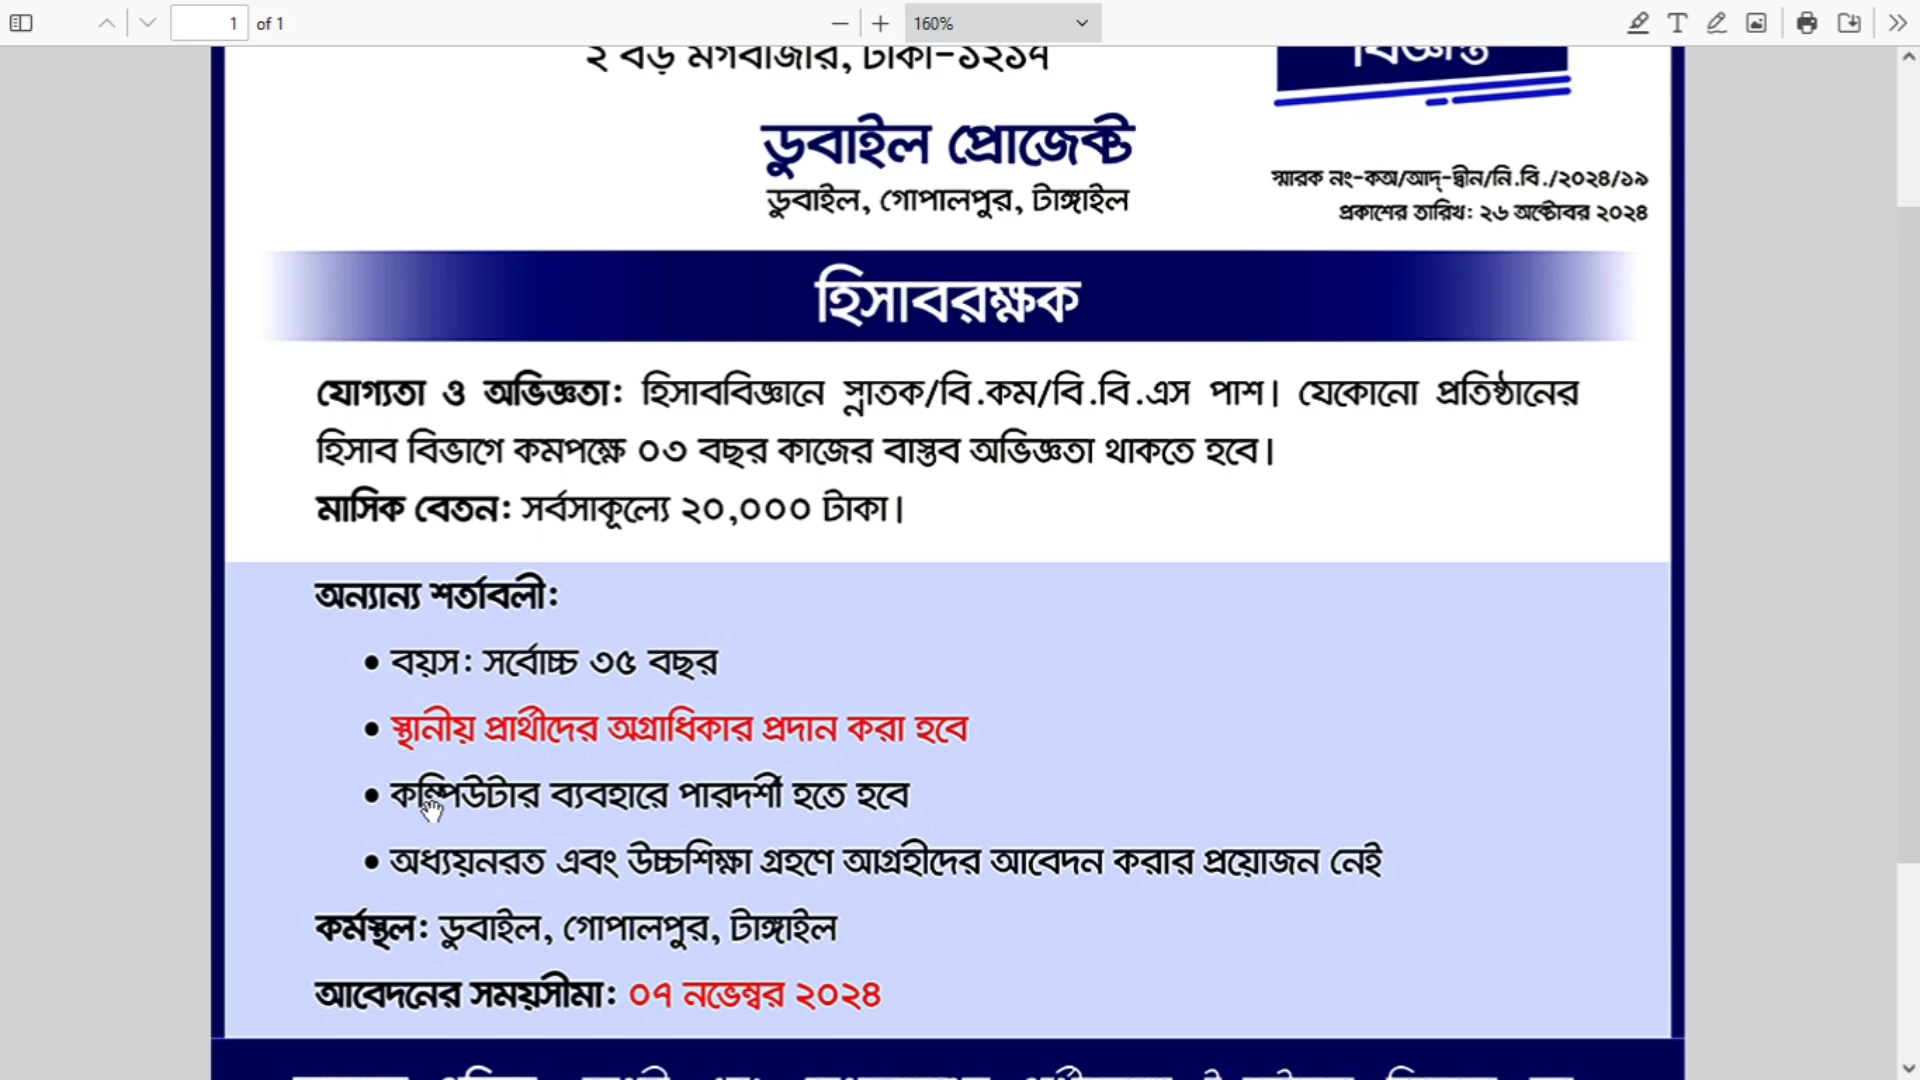 1 of 1 160%
২ বড় মগবাজার, ঢাকা-১২১৭
বিজ্ঞপ্তি
ডুবাইল প্রোজেক্ট
ডুবাইল, গোপালপুর, টাঙ্গাইল
স্মারক নং-কঅ/আদ্-দ্বীন/নি.বি./২০২৪/১৯
প্রকাশের তারিখ: ২৬ অক্টোবর ২০২৪
হিসাবরক্ষক
যোগ্যতা ও অভিজ্ঞতা: হিসাববিজ্ঞানে স্নাতক/বি.কম/বি.বি.এস পাশ। যেকোনো প্রতিষ্ঠানের
হিসাব বিভাগে কমপক্ষে ০৩ বছর কাজের বাস্তব অভিজ্ঞতা থাকতে হবে।
মাসিক বেতন: সর্বসাকূল্যে ২০,০০০ টাকা।
অন্যান্য শর্তাবলী:
• বয়স: সর্বোচ্চ ৩৫ বছর
• স্থানীয় প্রার্থীদের অগ্রাধিকার প্রদান করা হবে
• কম্পিউটার ব্যবহারে পারদর্শী হতে হবে
• অধ্যয়নরত এবং উচ্চশিক্ষা গ্রহণে আগ্রহীদের আবেদন করার প্রয়োজন নেই
কর্মস্থল: ডুবাইল, গোপালপুর, টাঙ্গাইল
আবেদনের সময়সীমা: ০৭ নভেম্বর ২০২৪